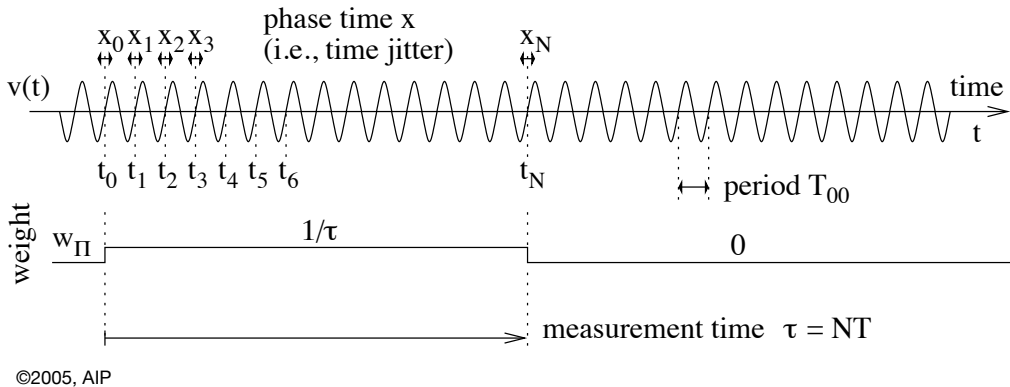 phase time x
x0 x1 x2 x3 (i.e., time jitter) xN
v(t) time
t
t0 t1 t2 t3 t4 t5 t6 tN period T00
weight
wΠ 1/τ 0
measurement time τ = NT
©2005, AIP